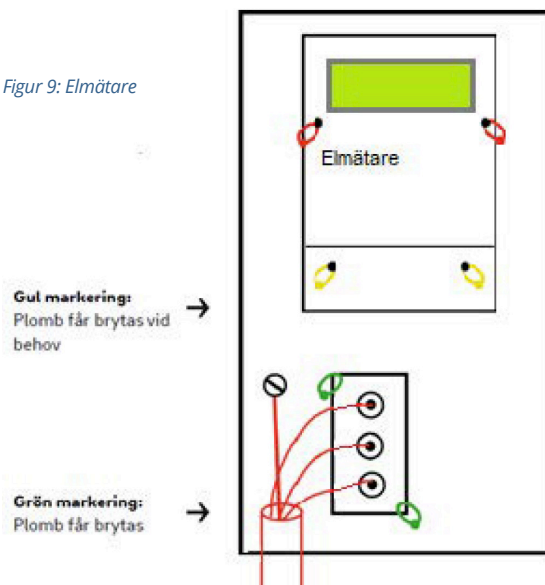 Figur 9: Elmätare
Elmätare
Gul markering:
Plomb får brytas vid
behov
Grön markering:
Plomb får brytas